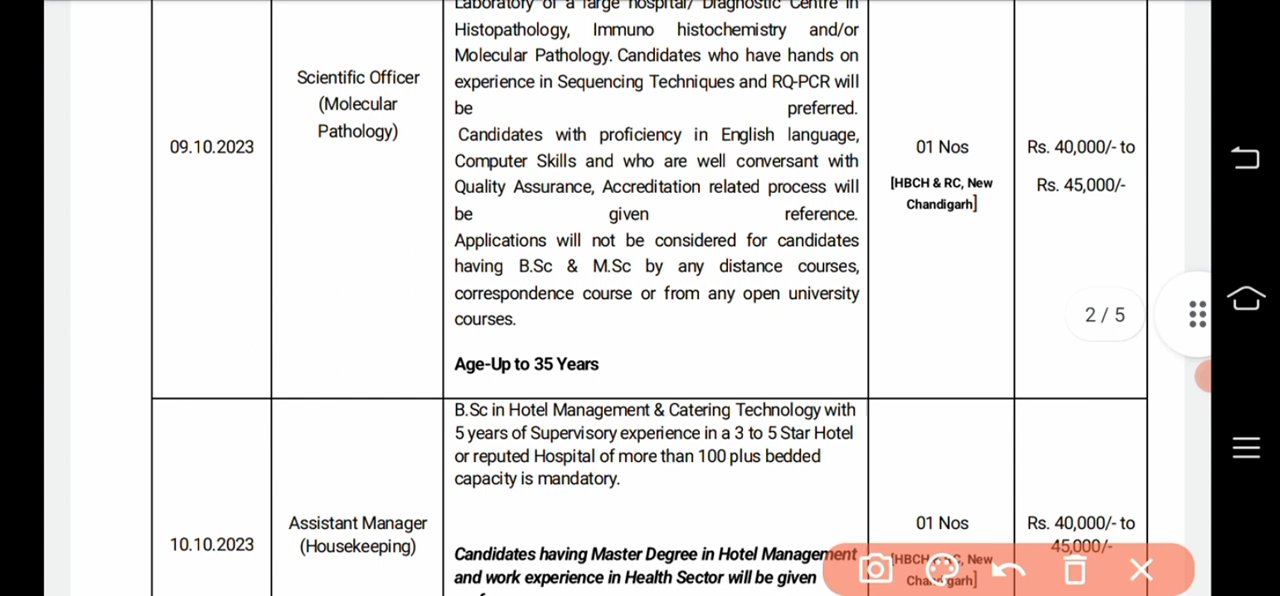 Laboratory of a large hospital/ Diagnostic Centre in
Histopathology, Immuno histochemistry and/or
Molecular Pathology. Candidates who have hands on
experience in Sequencing Techniques and RQ-PCR will
be preferred.
Candidates with proficiency in English language,
Computer Skills and who are well conversant with
Quality Assurance, Accreditation related process will
be given reference.
Applications will not be considered for candidates
having B.Sc & M.Sc by any distance courses,
correspondence course or from any open university
courses.
Age-Up to 35 Years
09.10.2023
Scientific Officer
(Molecular
Pathology)
01 Nos
[HBCH & RC, New
Chandigarh]
Rs. 40,000/- to
Rs. 45,000/-
2 / 5
10.10.2023
Assistant Manager
(Housekeeping)
B.Sc in Hotel Management & Catering Technology with
5 years of Supervisory experience in a 3 to 5 Star Hotel
or reputed Hospital of more than 100 plus bedded
capacity is mandatory.
Candidates having Master Degree in Hotel Management
and work experience in Health Sector will be given
01 Nos
[HBCH & RC, New
Chandigarh]
Rs. 40,000/- to
45,000/-